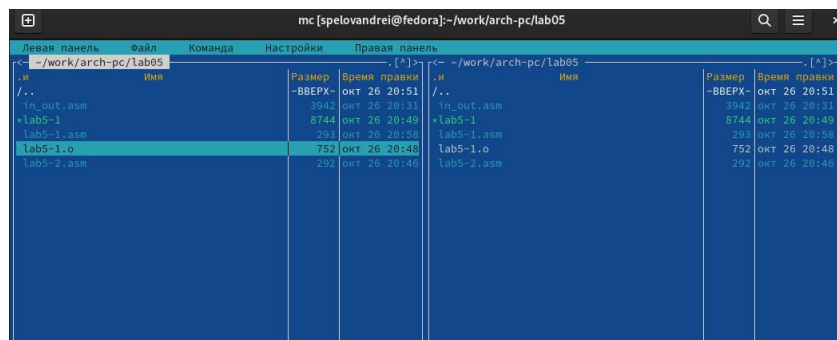 mc [spelovandrei@fedora]:~/work/arch-pc/lab05
Левая панель Файл Команда Настройки Правая панель
<— ~/work/arch-pc/lab05 .[^]> <— ~/work/arch-pc/lab05 .[^]>
.и Имя Размер Время правки .и Имя Размер Время правки
/.. -ВВЕРХ- окт 26 20:51 /.. -ВВЕРХ- окт 26 20:51
in_out.asm 3942 окт 26 20:31 in_out.asm 3942 окт 26 20:31
*lab5-1 8744 окт 26 20:49 *lab5-1 8744 окт 26 20:49
lab5-1.asm 293 окт 26 20:58 lab5-1.asm 293 окт 26 20:58
lab5-1.o 752 окт 26 20:48 lab5-1.o 752 окт 26 20:48
lab5-2.asm 292 окт 26 20:46 lab5-2.asm 292 окт 26 20:46